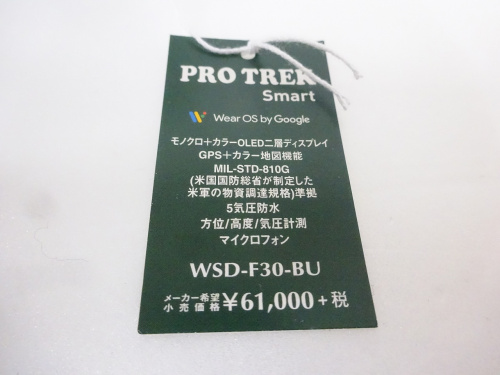 PRO TREK
Smart
Wear OS by Google
モノクロ+カラーOLED二層ディスプレイ
GPS+カラー地図機能
MIL-STD-810G
(米国国防総省が制定した
米軍の物資調達規格)準拠
5気圧防水
方位/高度/気圧計測
マイクロフォン
WSD-F30-BU
メーカー希望
小売価格 ¥61,000+税